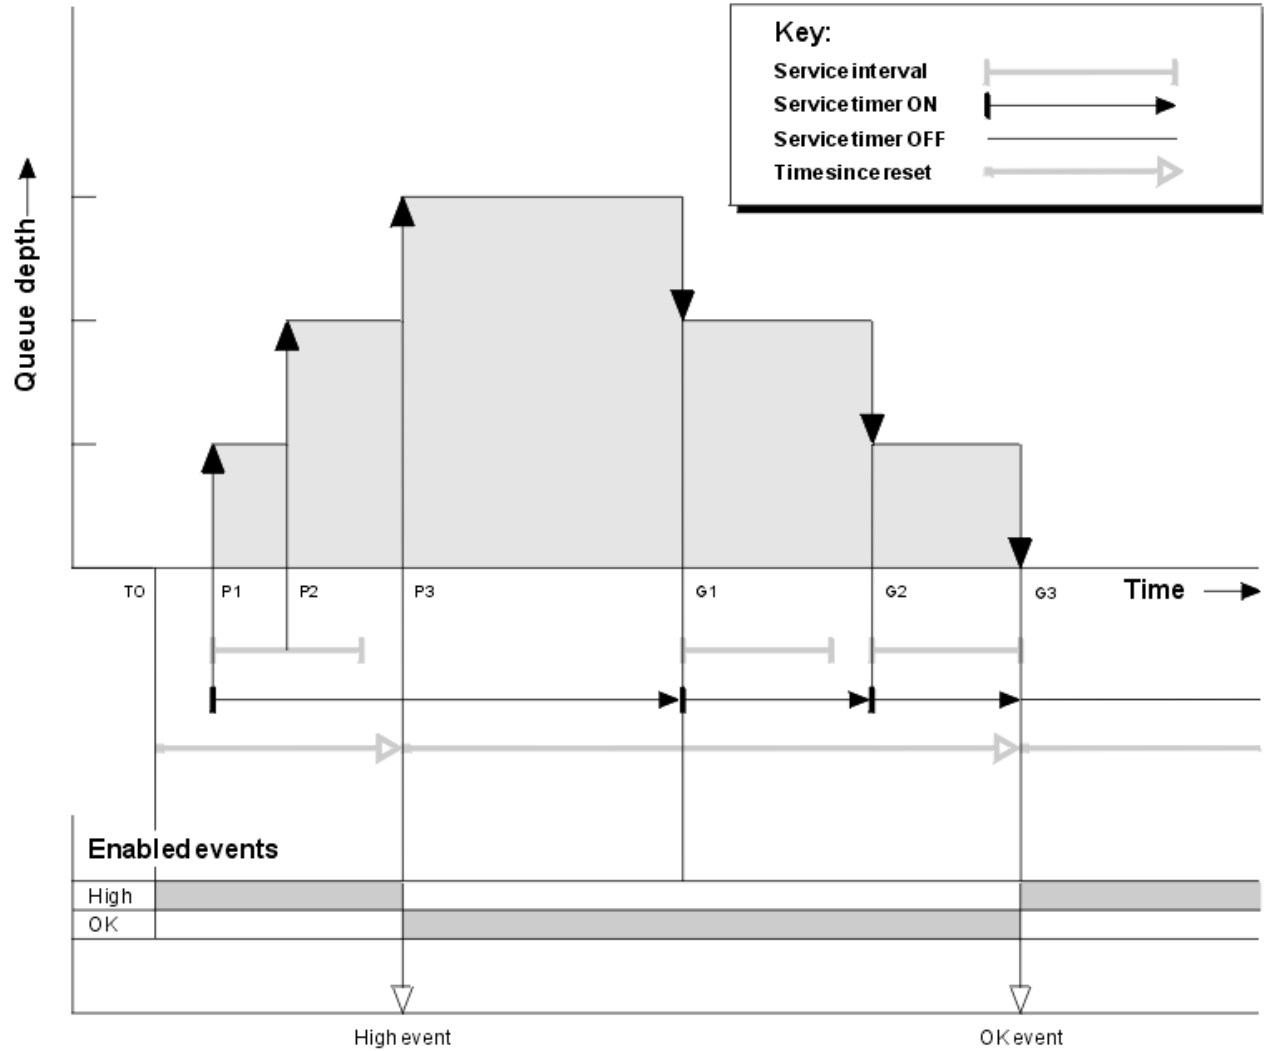 Key:
Service interval
Service timer ON
Service timer OFF
Time since reset
Queue depth
T0 P1 P2 P3 G1 G2 G3 Time
Enabled events
High
OK
High event OK event